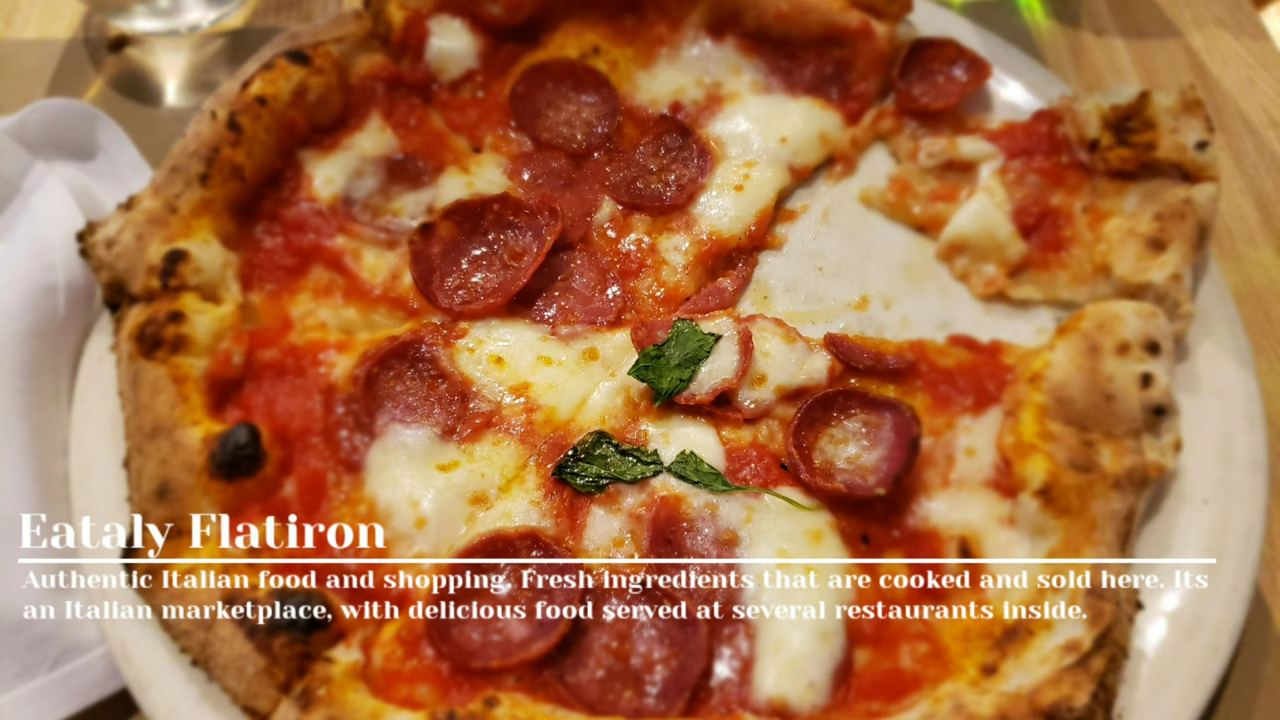 Eataly Flatiron
Authentic Italian food and shopping. Fresh ingredients that are cooked and sold here. Its
an Italian marketplace, with delicious food served at several restaurants inside.